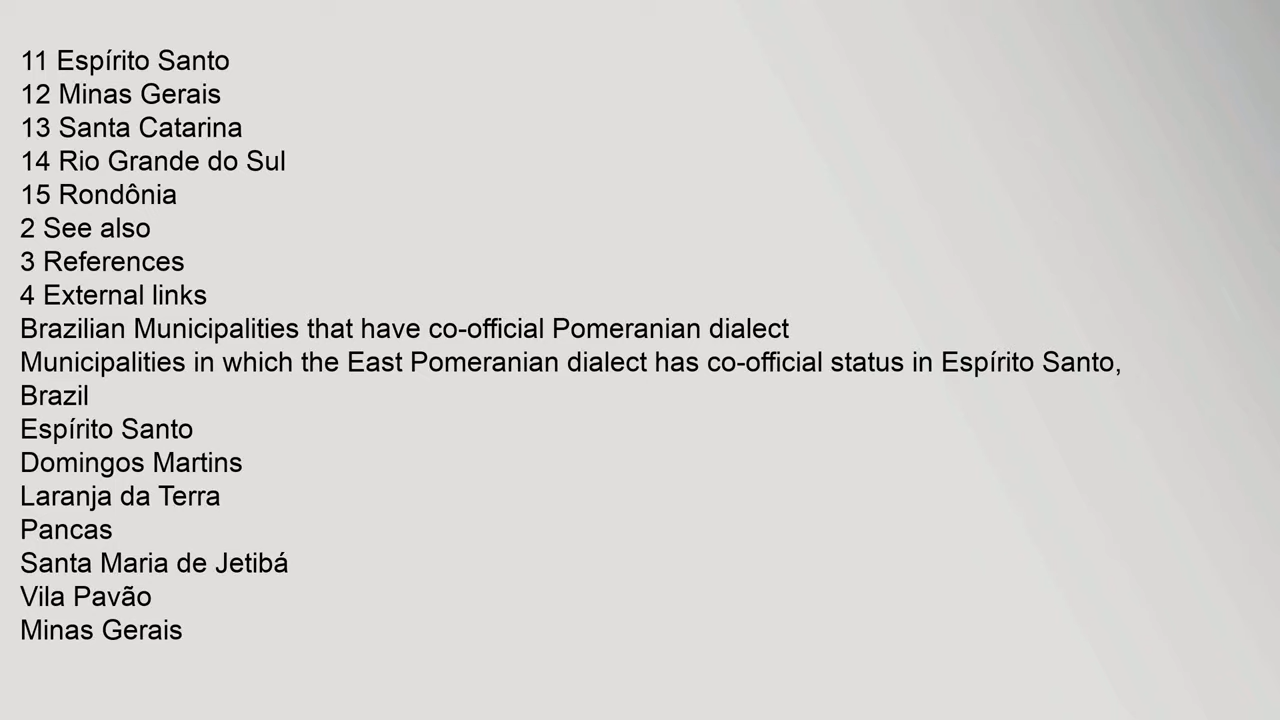 11 Espírito Santo
12 Minas Gerais
13 Santa Catarina
14 Rio Grande do Sul
15 Rondônia
2 See also
3 References
4 External links
Brazilian Municipalities that have co-official Pomeranian dialect
Municipalities in which the East Pomeranian dialect has co-official status in Espírito Santo,
Brazil
Espírito Santo
Domingos Martins
Laranja da Terra
Pancas
Santa Maria de Jetibá
Vila Pavão
Minas Gerais